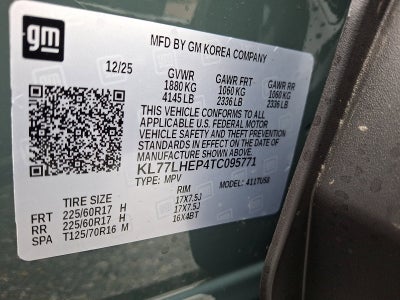 gm
MFD BY GM KOREA COMPANY
12/25 GVWR GAWR FRT GAWR RR
1880 KG 1060 KG 1060 KG
4145 LB 2336 LB 2336 LB
THIS VEHICLE CONFORMS TO ALL
APPLICABLE U.S. FEDERAL MOTOR
VEHICLE SAFETY AND THEFT PREVENTION
STANDARDS IN EFFECT ON THE DATE OF
MANUFACTURE SHOWN ABOVE.
KL77LHEP4TC095771
TYPE: MPV MODEL: 4TT7US8
TIRE SIZE RIM
FRT 225/60R17 H 17X7.5J
RR 225/60R17 H 17X7.5J
SPA T125/70R16 M 16X4BT